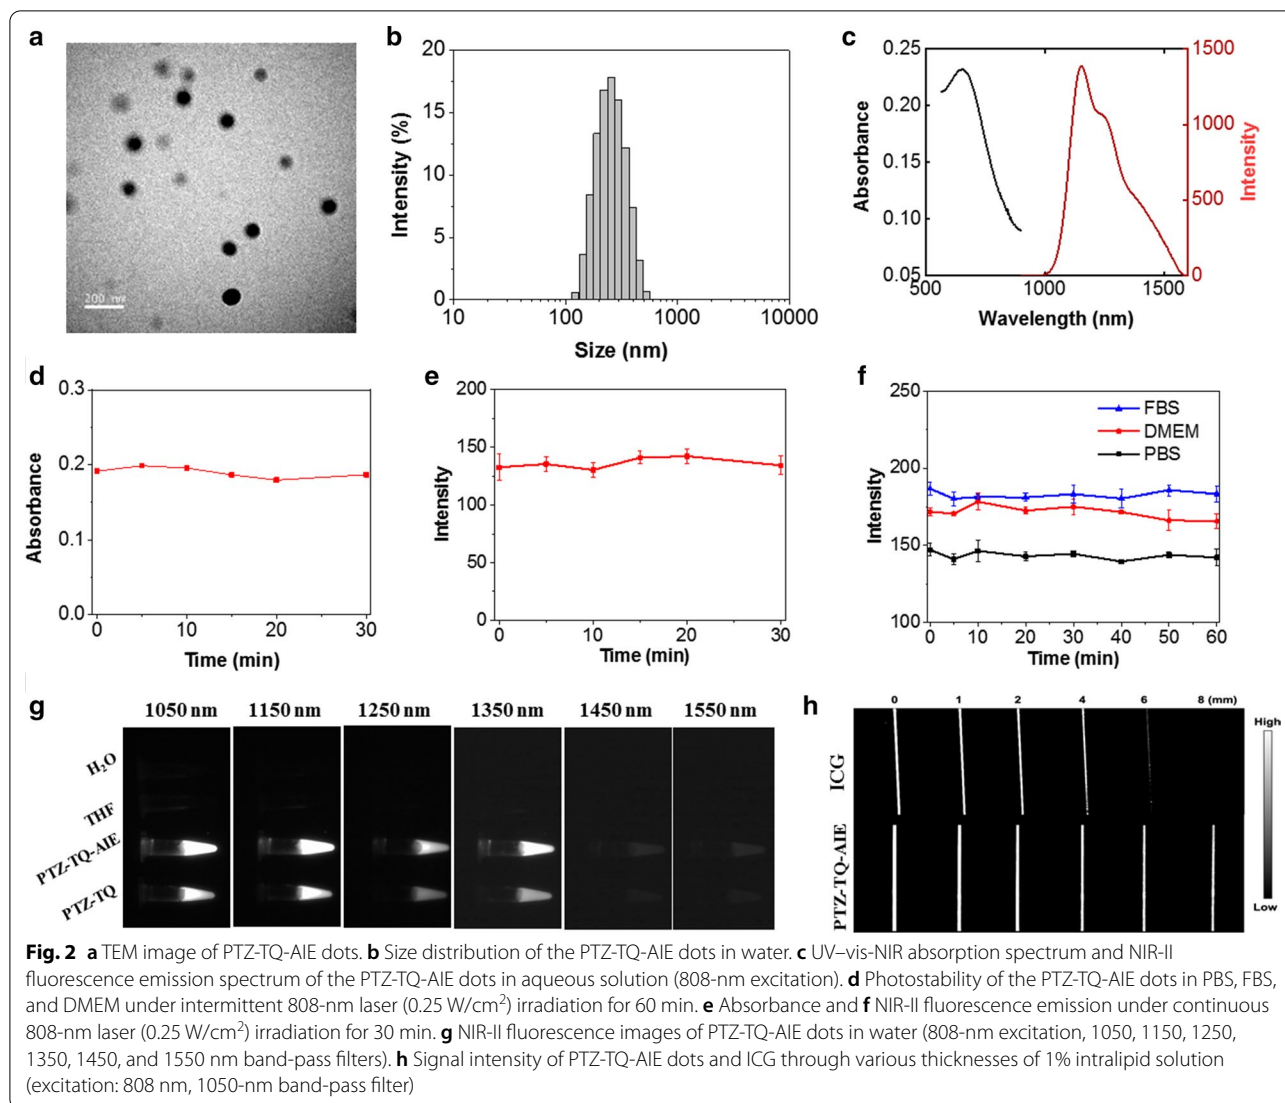 a
200 nm
b
20
15
10
5
0
Intensity (%)
10 100 1000 10000
Size (nm)
c
0.25
0.20
0.15
0.10
0.05
Absorbance
1500
1000
500
0
Intensity
500 1000 1500
Wavelength (nm)
d
0.3
0.2
0.1
0.0
Absorbance
0 10 20 30
Time (min)
e
200
150
100
50
0
Intensity
0 10 20 30
Time (min)
f
250
200
150
100
Intensity
FBS
DMEM
PBS
0 10 20 30 40 50 60
Time (min)
g
1050 nm 1150 nm 1250 nm 1350 nm 1450 nm 1550 nm
H₂O
THF
PTZ-TQ-AIE
PTZ-TQ
h
0 1 2 4 6 8 (mm)
ICG
PTZ-TQ-AIE
High
Low
Fig. 2 a TEM image of PTZ-TQ-AIE dots. b Size distribution of the PTZ-TQ-AIE dots in water. c UV–vis-NIR absorption spectrum and NIR-II
fluorescence emission spectrum of the PTZ-TQ-AIE dots in aqueous solution (808-nm excitation). d Photostability of the PTZ-TQ-AIE dots in PBS, FBS,
and DMEM under intermittent 808-nm laser (0.25 W/cm²) irradiation for 60 min. e Absorbance and f NIR-II fluorescence emission under continuous
808-nm laser (0.25 W/cm²) irradiation for 30 min. g NIR-II fluorescence images of PTZ-TQ-AIE dots in water (808-nm excitation, 1050, 1150, 1250,
1350, 1450, and 1550 nm band-pass filters). h Signal intensity of PTZ-TQ-AIE dots and ICG through various thicknesses of 1% intralipid solution
(excitation: 808 nm, 1050-nm band-pass filter)